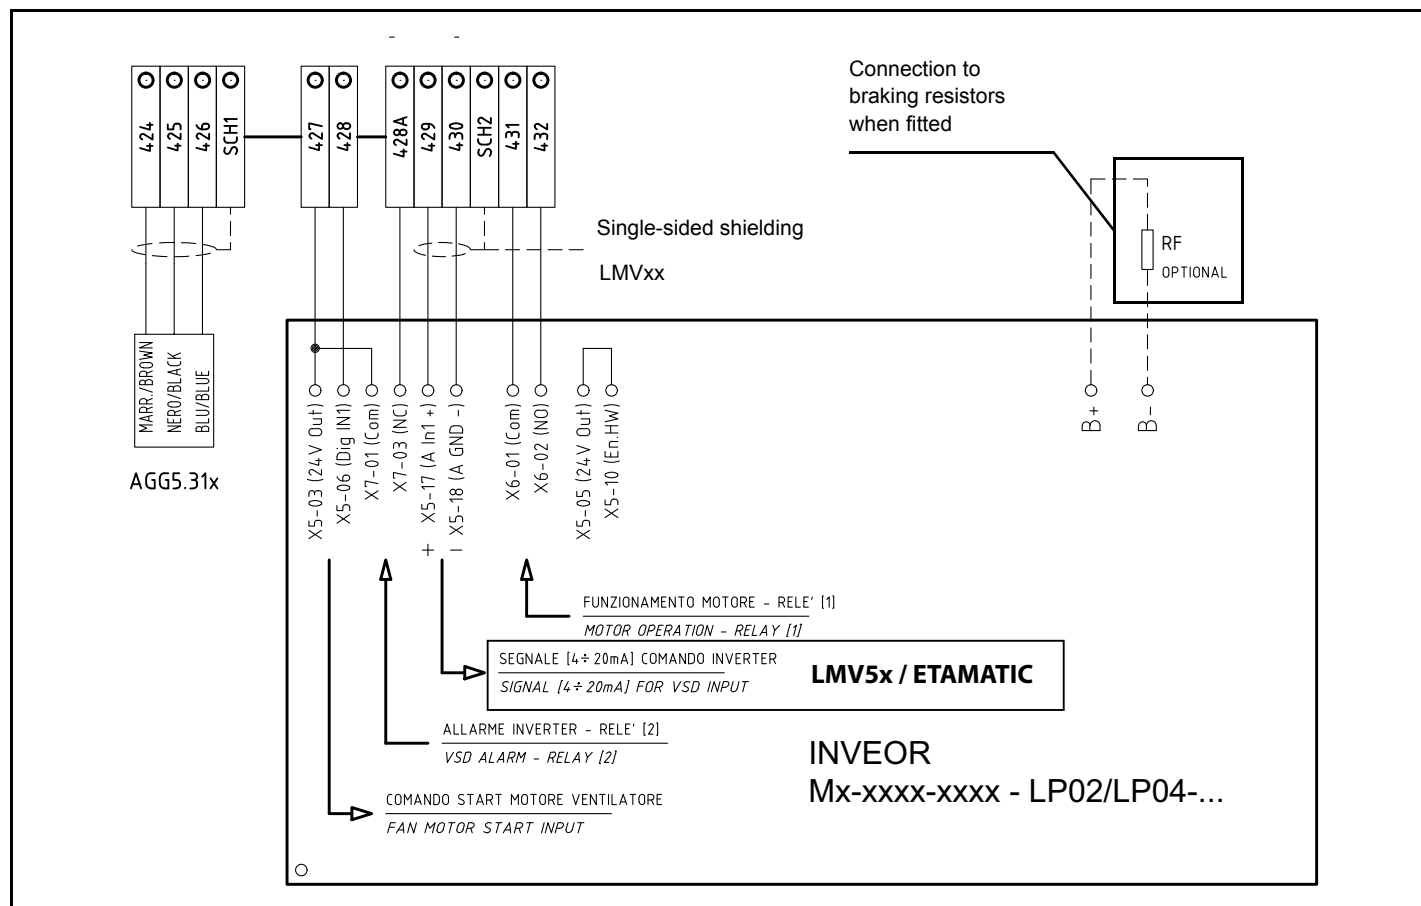 424
425
426
SCH1
427
428
428A
429
430
SCH2
431
432
Connection to
braking resistors
when fitted
Single-sided shielding
LMVxx
RF
OPTIONAL
MARR./BROWN
NERO/BLACK
BLU/BLUE
AGG5.31x
X5-03 (24V Out)
X5-06 (Dig IN1)
X7-01 (Com)
X7-03 (NC)
+ X5-17 (A In1 +)
- X5-18 (A GND -)
X6-01 (Com)
X6-02 (NO)
X5-05 (24V Out)
X5-10 (En.HW)
B+
B-
FUNZIONAMENTO MOTORE - RELE' [1]
MOTOR OPERATION - RELAY [1]
SEGNALE [4÷20mA] COMANDO INVERTER
SIGNAL [4÷20mA] FOR VSD INPUT
LMV5x / ETAMATIC
ALLARME INVERTER - RELE' [2]
VSD ALARM - RELAY [2]
INVEOR
Mx-xxxx-xxxx - LP02/LP04-...
COMANDO START MOTORE VENTILATORE
FAN MOTOR START INPUT